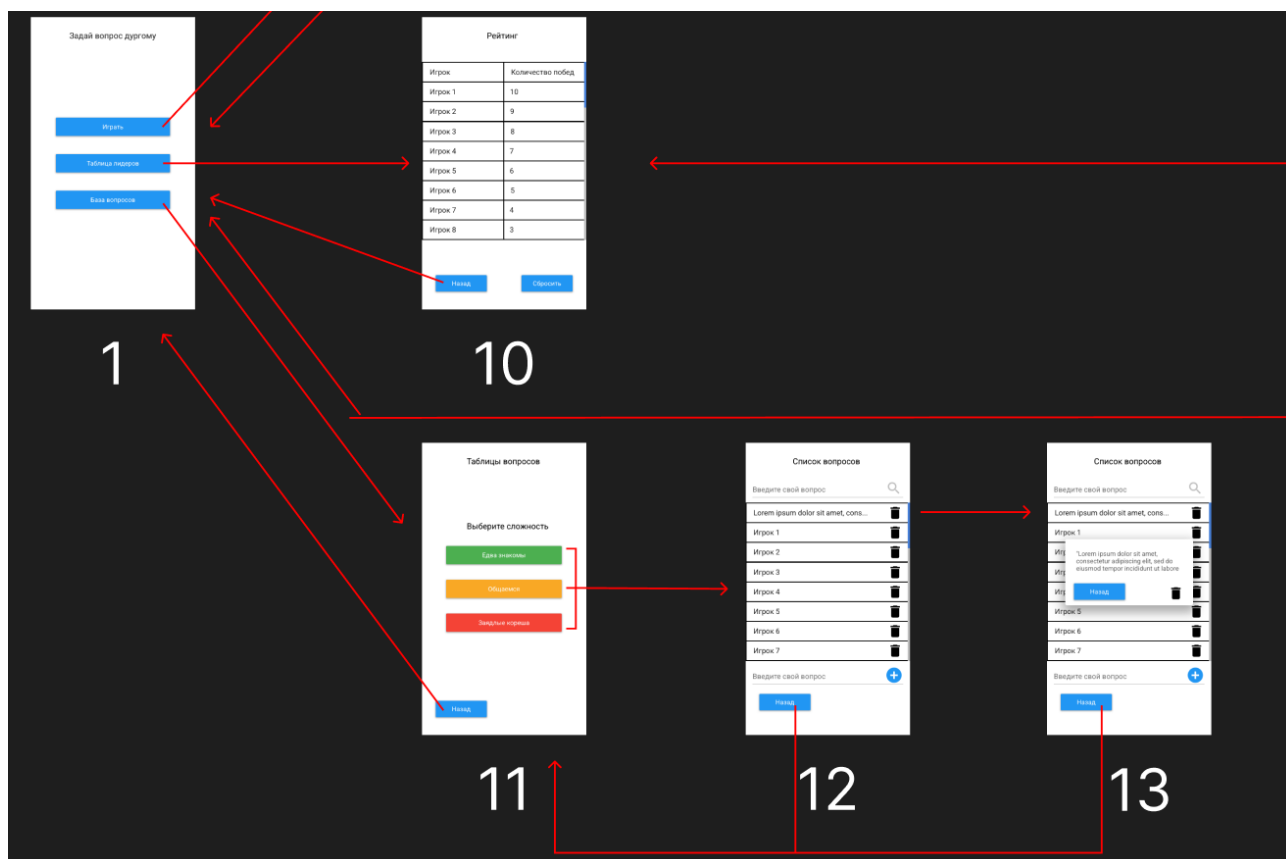 Задай вопрос дургому
Играть
Таблица лидеров
База вопросов
1
Рейтинг
Игрок Количество побед
Игрок 1 10
Игрок 2 9
Игрок 3 8
Игрок 4 7
Игрок 5 6
Игрок 6 5
Игрок 7 4
Игрок 8 3
Назад Сбросить
10
Таблицы вопросов
Выберите сложность
Едва знакомы
Общаемся
Заядлые кореша
Назад
11
Список вопросов
Введите свой вопрос
Lorem ipsum dolor sit amet, cons...
Игрок 1
Игрок 2
Игрок 3
Игрок 4
Игрок 5
Игрок 6
Игрок 7
Введите свой вопрос
Назад
12
Список вопросов
Введите свой вопрос
Lorem ipsum dolor sit amet, cons...
Игрок 1
"Lorem ipsum dolor sit amet,
consectetur adipiscing elit, sed do
eiusmod tempor incididunt ut labore
Назад
Игрок 5
Игрок 6
Игрок 7
Введите свой вопрос
Назад
13